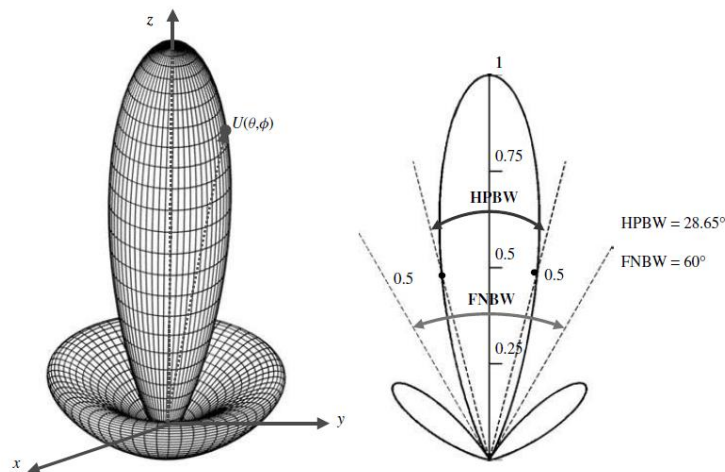 z
U(θ,ϕ)
y
x
1
0.75
HPBW
HPBW = 28.65°
0.5
FNBW = 60°
0.5
0.5
FNBW
0.25